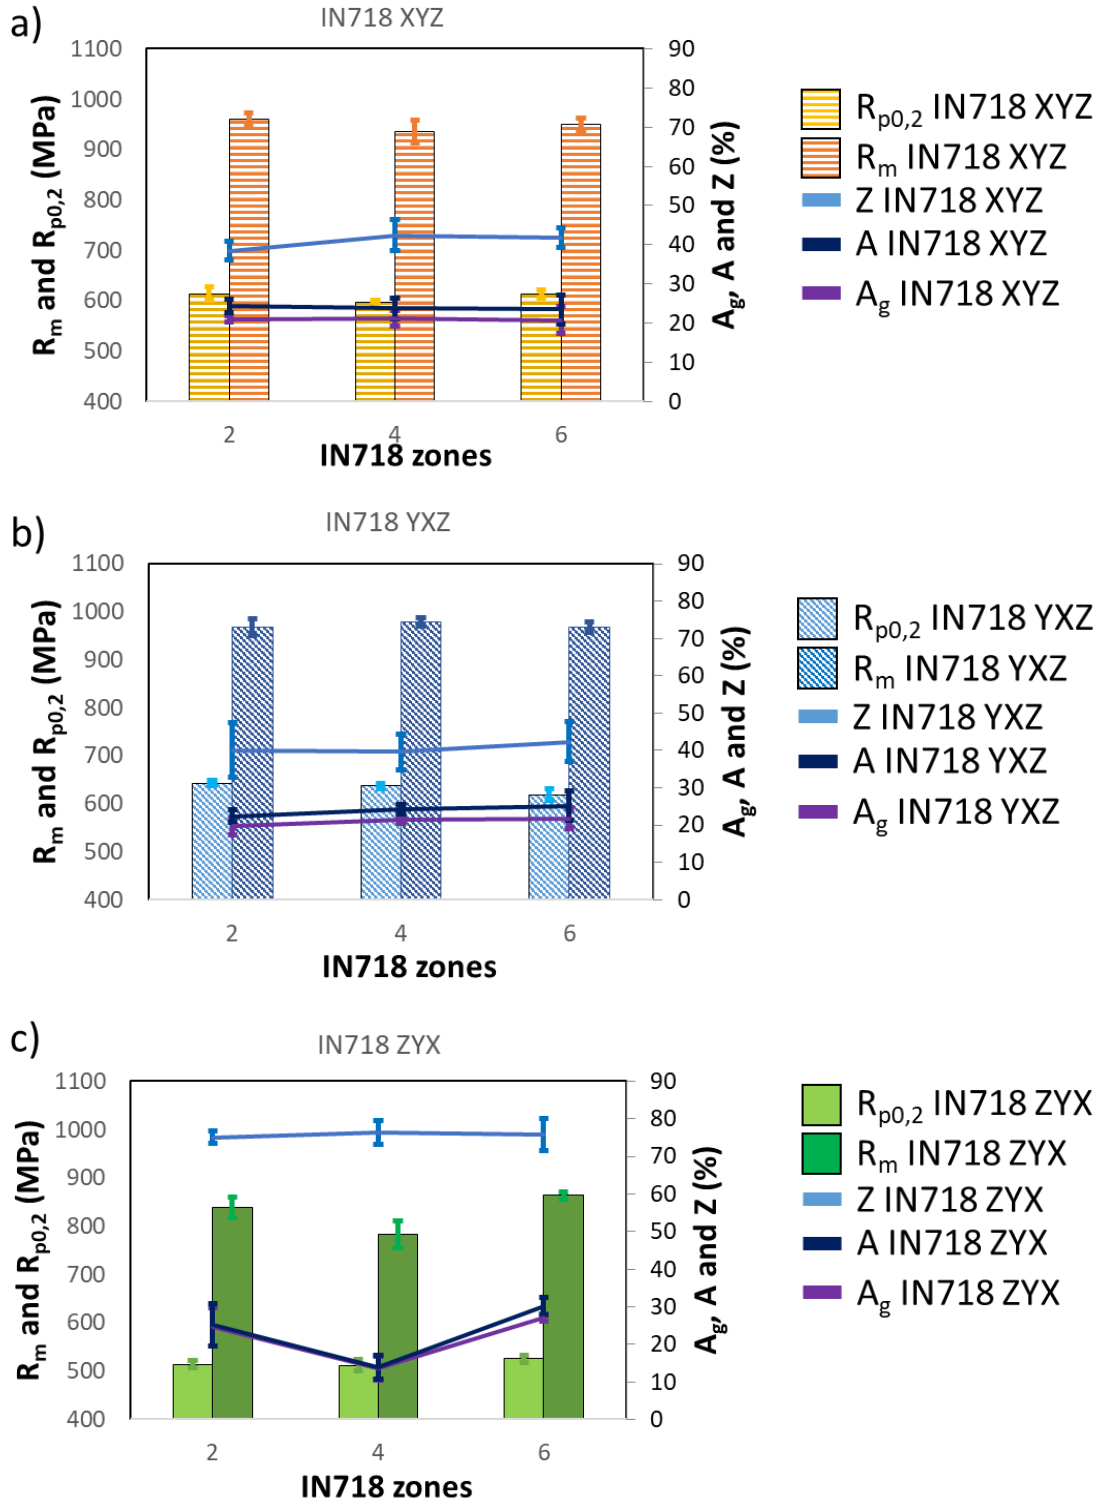 a)
IN718 XYZ
1100
1000
900
800
700
600
500
400
90
80
70
60
50
40
30
20
10
0
Rm and Rp0,2 (MPa)
Ag, A and Z (%)
2 4 6
IN718 zones
Rp0,2 IN718 XYZ
Rm IN718 XYZ
Z IN718 XYZ
A IN718 XYZ
Ag IN718 XYZ
b)
IN718 YXZ
1100
1000
900
800
700
600
500
400
90
80
70
60
50
40
30
20
10
0
Rm and Rp0,2 (MPa)
Ag, A and Z (%)
2 4 6
IN718 zones
Rp0,2 IN718 YXZ
Rm IN718 YXZ
Z IN718 YXZ
A IN718 YXZ
Ag IN718 YXZ
c)
IN718 ZYX
1100
1000
900
800
700
600
500
400
90
80
70
60
50
40
30
20
10
0
Rm and Rp0,2 (MPa)
Ag, A and Z (%)
2 4 6
IN718 zones
Rp0,2 IN718 ZYX
Rm IN718 ZYX
Z IN718 ZYX
A IN718 ZYX
Ag IN718 ZYX